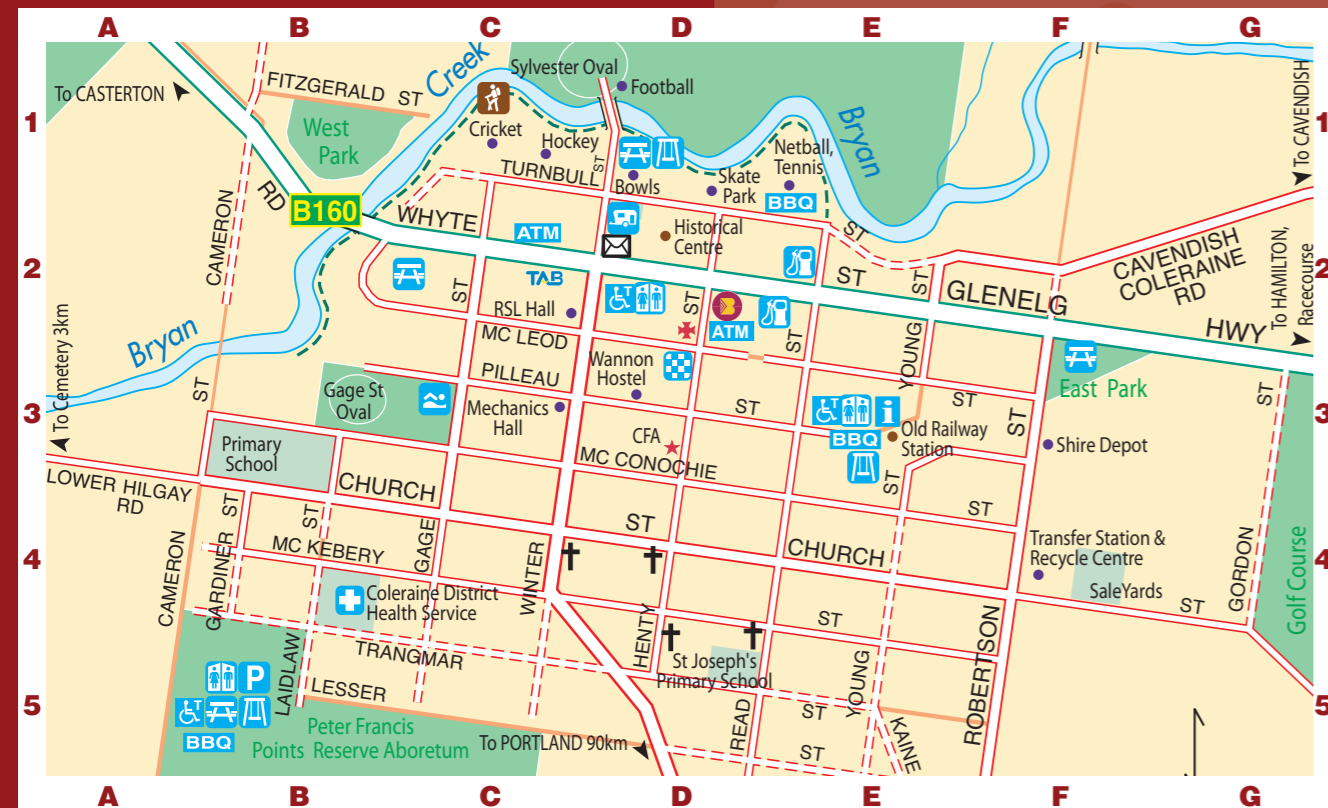 A B C D E F G
1
2
3
4
5
1
2
3
4
5
A B C D E F G
To CASTERTON
FITZGERALD ST
West
Park
Creek
Sylvester Oval
Football
Cricket
Hockey
TURNBULL ST
Bowls
Skate
Park
Netball,
Tennis
BBQ
Bryan
To CAVENDISH
RD
B160
CAMERON
WHYTE
ATM
Historical
Centre
ST
ST
ST
GLENELG
HWY
CAVENDISH
COLERAINE
RD
To HAMILTON,
Racecourse
TAB
RSL Hall
ST
T
ST
ATM
ST
MC LEOD
Bryan
To Cemetery 3km
ST
PILLEAU
Wannon
Hostel
YOUNG
East Park
Gage St
Oval
Mechanics
Hall
ST
T
i
BBQ
ST
ST
ST
Old Railway
Station
Shire Depot
CFA
MC CONOCHIE
Primary
School
LOWER HILGAY
RD
CHURCH
ST
ST
ST
ST
ST
CHURCH
Transfer Station &
Recycle Centre
SaleYards
GORDON
Golf Course
ST
CAMERON
GARDINER
MC KEBERY
GAGE
WINTER
Coleraine District
Health Service
HENTY
ST
TRANGMAR
St Joseph's
Primary School
YOUNG
ROBERTSON
LAIDLAW
LESSER
P
T
BBQ
Peter Francis
Points Reserve Aboretum
To PORTLAND 90km
READ
ST
ST
KAINE